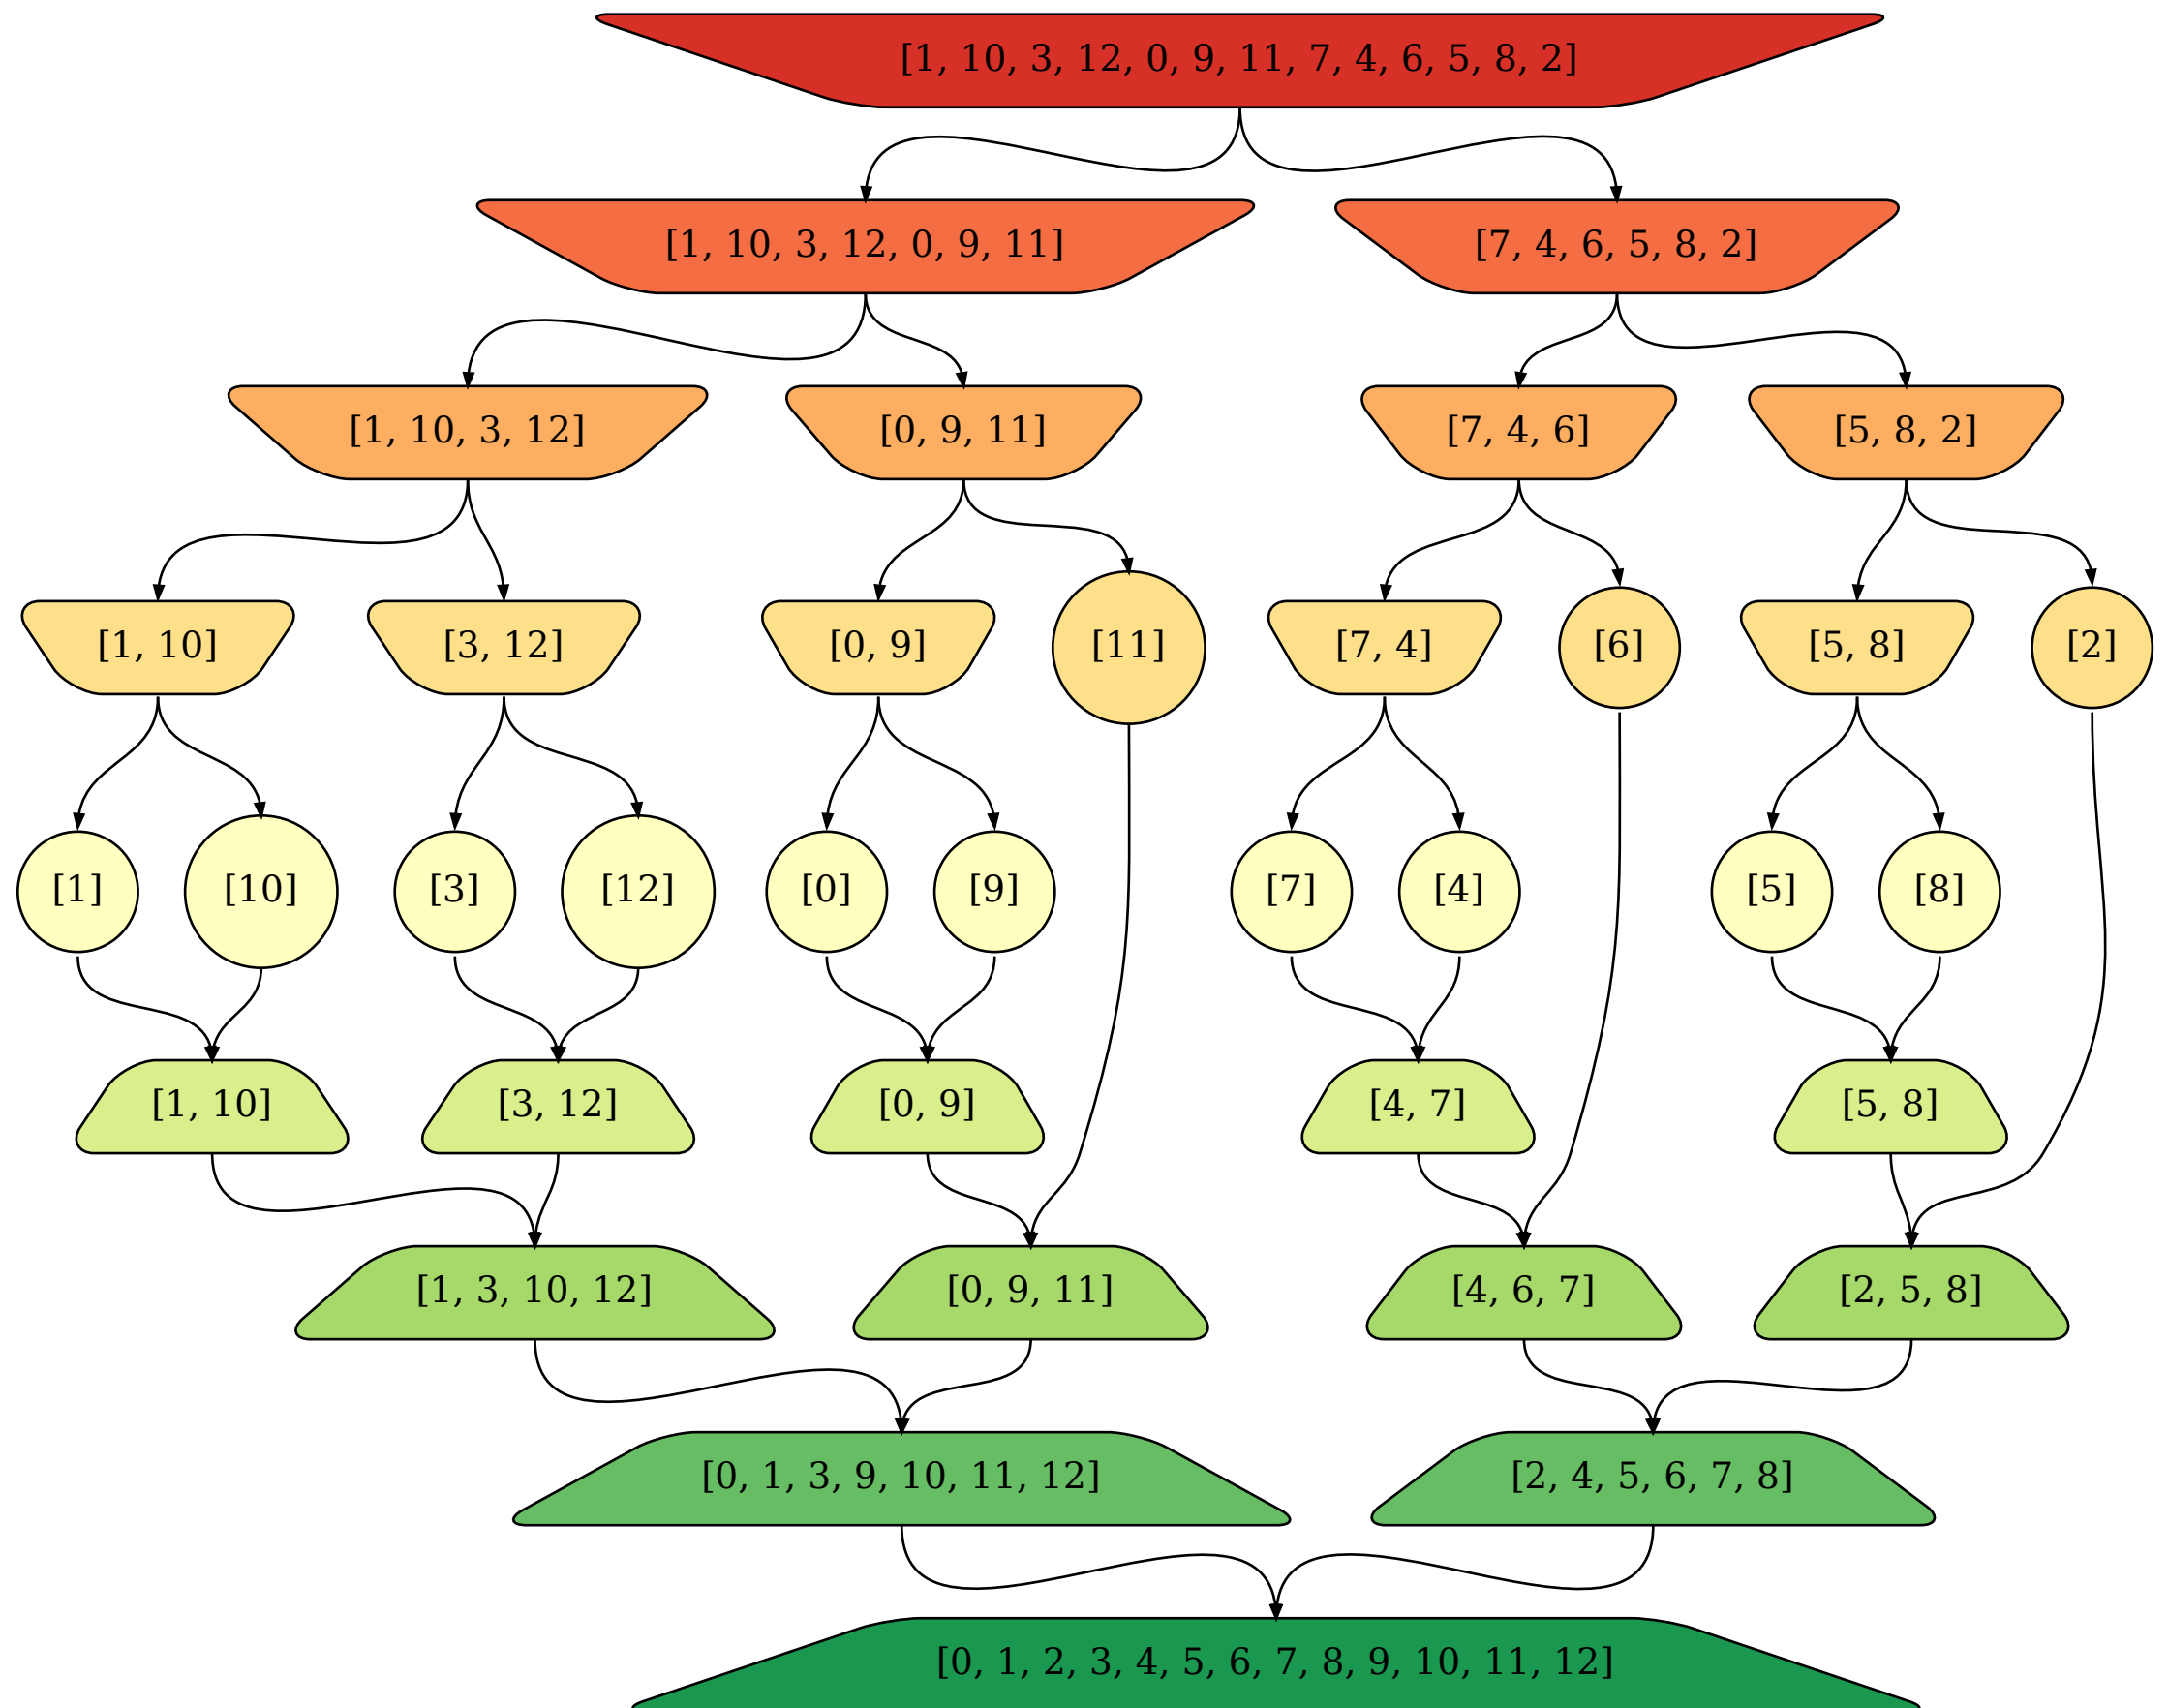 [1, 10, 3, 12, 0, 9, 11, 7, 4, 6, 5, 8, 2]
[1, 10, 3, 12, 0, 9, 11]
[7, 4, 6, 5, 8, 2]
[1, 10, 3, 12]
[0, 9, 11]
[7, 4, 6]
[5, 8, 2]
[1, 10]
[3, 12]
[0, 9]
[11]
[7, 4]
[6]
[5, 8]
[2]
[1]
[10]
[3]
[12]
[0]
[9]
[7]
[4]
[5]
[8]
[1, 10]
[3, 12]
[0, 9]
[4, 7]
[5, 8]
[1, 3, 10, 12]
[0, 9, 11]
[4, 6, 7]
[2, 5, 8]
[0, 1, 3, 9, 10, 11, 12]
[2, 4, 5, 6, 7, 8]
[0, 1, 2, 3, 4, 5, 6, 7, 8, 9, 10, 11, 12]